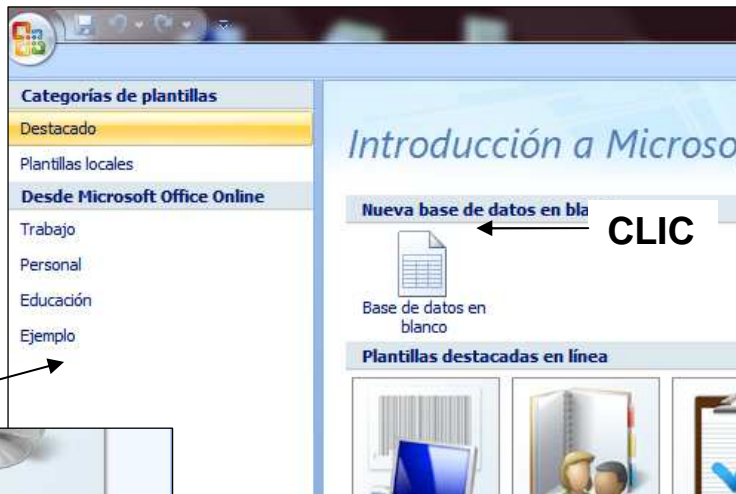 Categorías de plantillas
Destacado
Plantillas locales
Desde Microsoft Office Online
Trabajo
Personal
Educación
Ejemplo
Introducción a Microso
Nueva base de datos en bla
CLIC
Base de datos en
blanco
Plantillas destacadas en línea